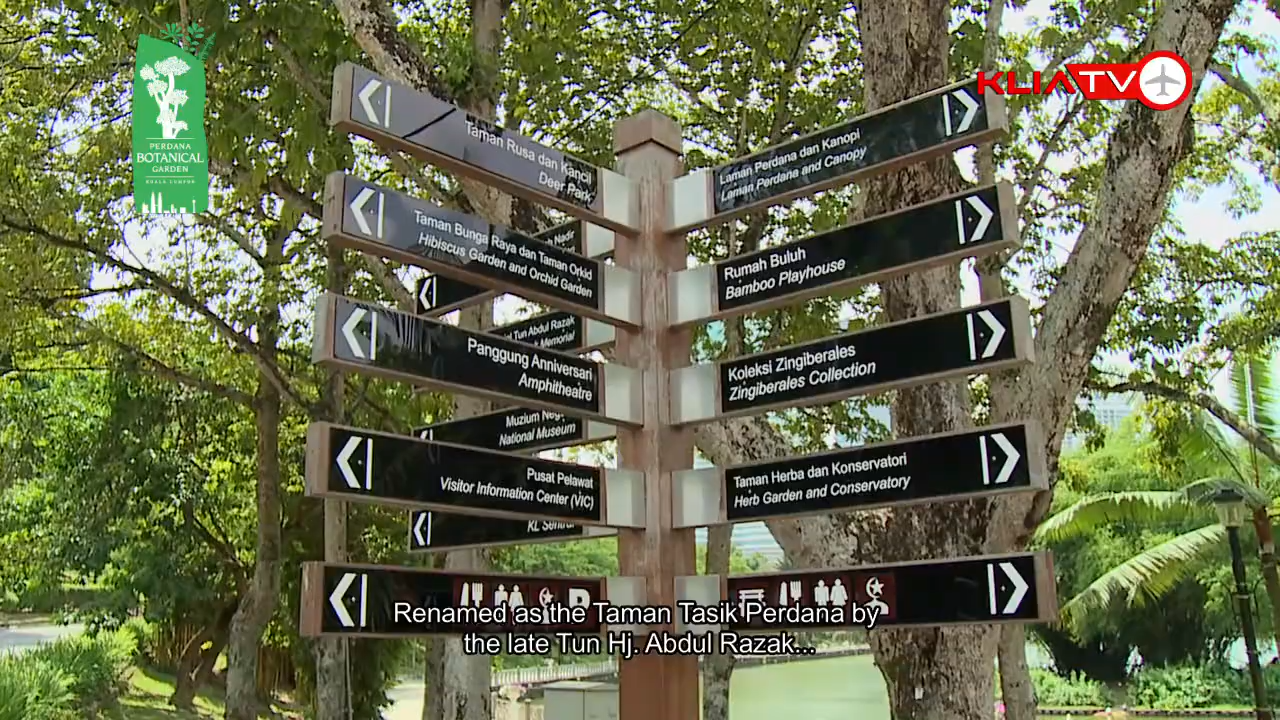 PERDANA
BOTANICAL
GARDEN
KUALA LUMPUR
KLIATV
Taman Rusa dan Kancil
Deer Park
Taman Bunga Raya dan Taman Orkid
Hibiscus Garden and Orchid Garden
Panggung Anniversari
Amphitheatre
Pusat Pelawat
Visitor Information Center (VIC)
Nadir
Tun Abdul Razak
Memorial
Muzium
National Museum
KL Sentral
Laman Perdana dan Kanopi
Laman Perdana and Canopy
Rumah Buluh
Bamboo Playhouse
Koleksi Zingiberales
Zingiberales Collection
Taman Herba dan Konservatori
Herb Garden and Conservatory
Renamed as the Taman Tasik Perdana by
the late Tun Hj. Abdul Razak...